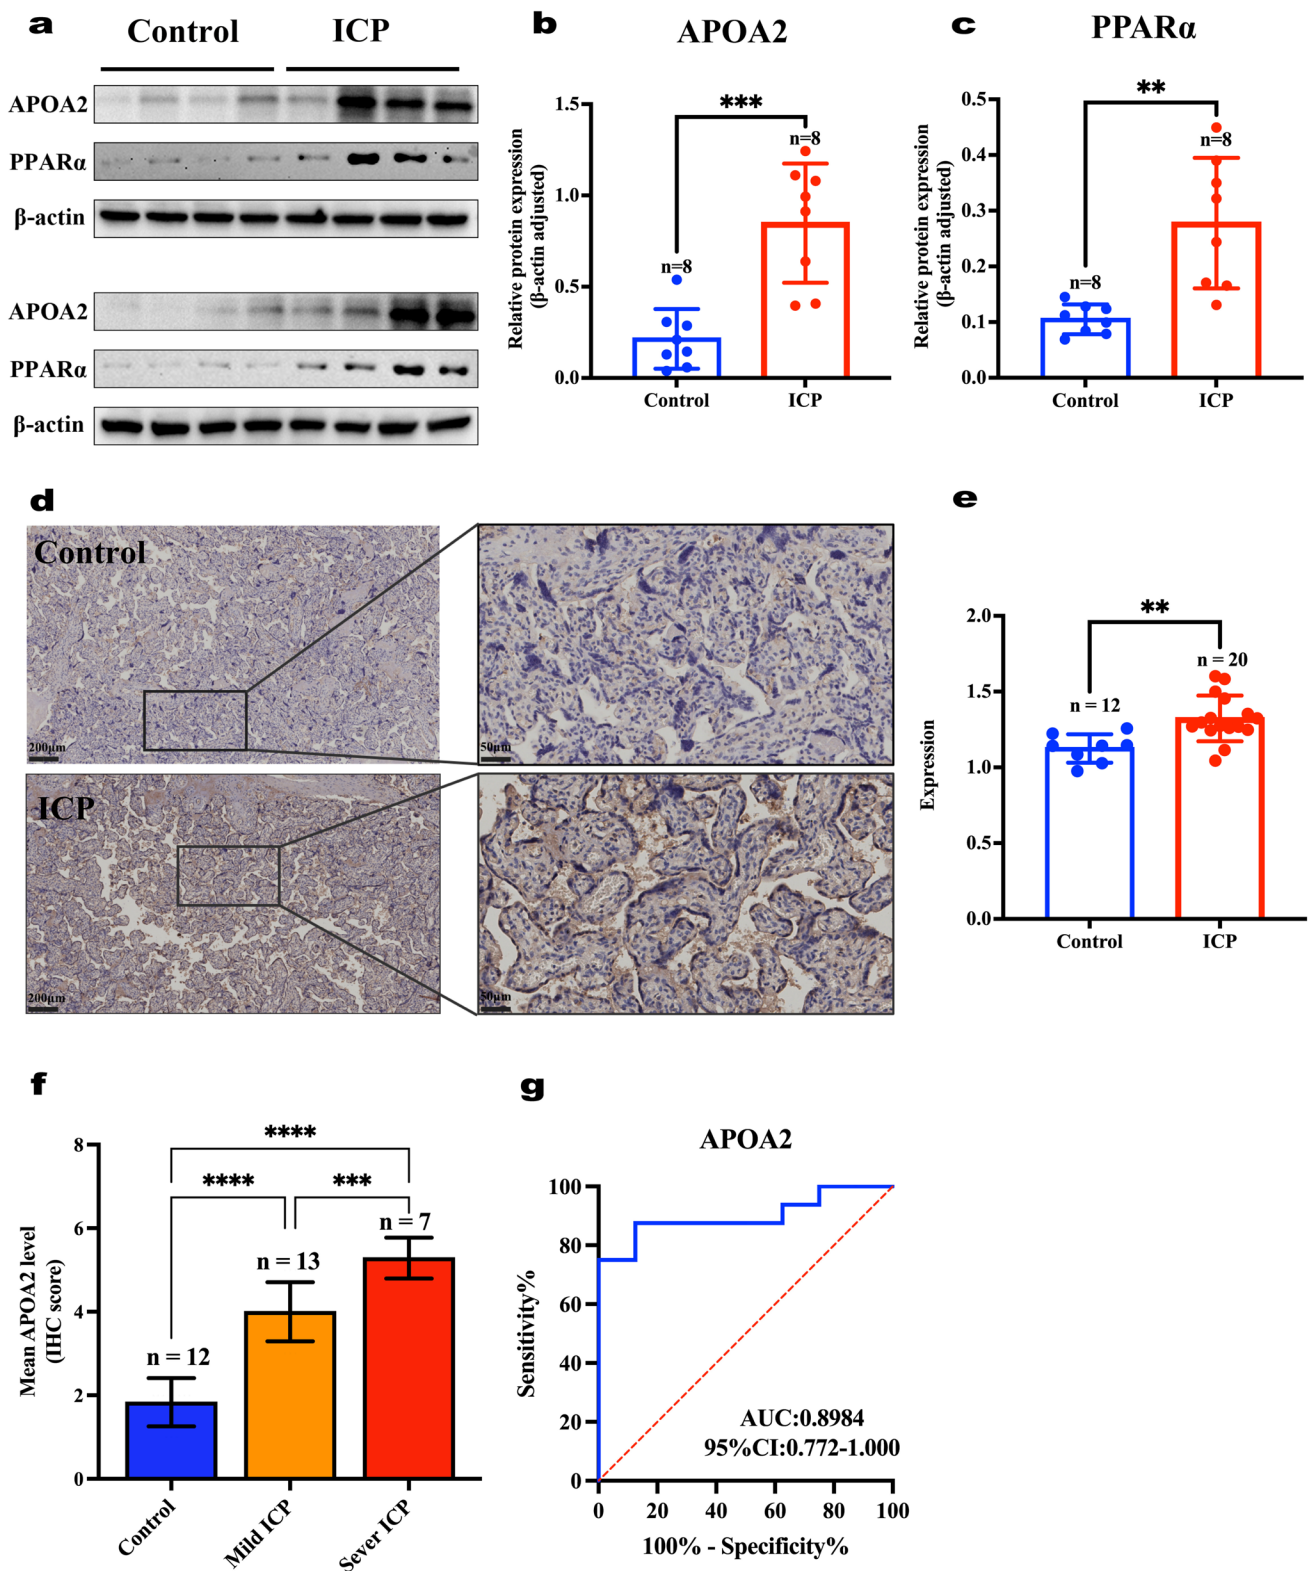 a
Control
ICP
APOA2
PPARα
β-actin
APOA2
PPARα
β-actin
b
APOA2
Relative protein expression
(β-actin adjusted)
1.5
1.0
0.5
0.0
***
n=8
n=8
Control
ICP
c
PPARα
Relative protein expression
(β-actin adjusted)
0.5
0.4
0.3
0.2
0.1
0.0
**
n=8
n=8
Control
ICP
d
Control
200μm
50μm
ICP
200μm
50μm
e
Expression
2.0
1.5
1.0
0.5
0.0
**
n = 12
n = 20
Control
ICP
f
Mean APOA2 level
(IHC score)
8
6
4
2
0
****
****
***
n = 12
n = 13
n = 7
Control
Mild ICP
Sever ICP
g
APOA2
Sensitivity%
100
80
60
40
20
0
AUC:0.8984
95%CI:0.772-1.000
0
20
40
60
80
100
100% - Specificity%